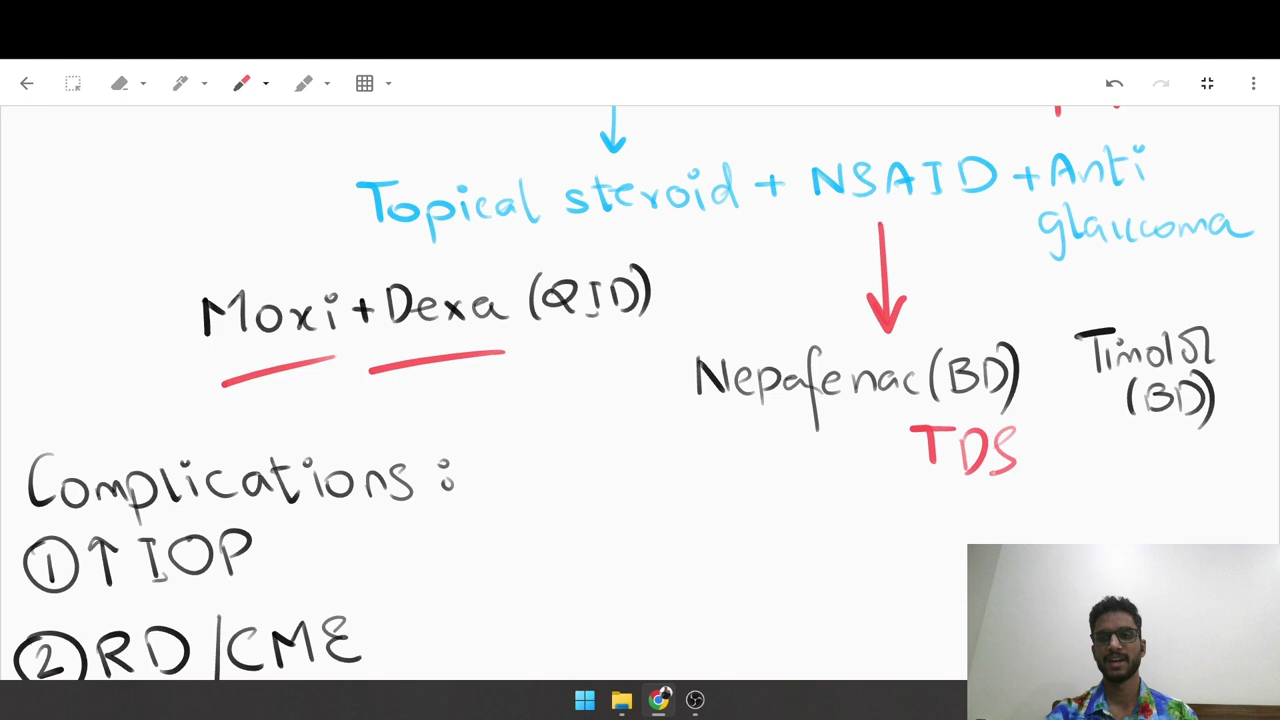 Topical steroid + NSAID + Anti
glaucoma
Moxi + Dexa (QID)
Nepafenac (BD)
TDS
Timolol
(BD)
Complications :
① ↑ IOP
② RD/CME